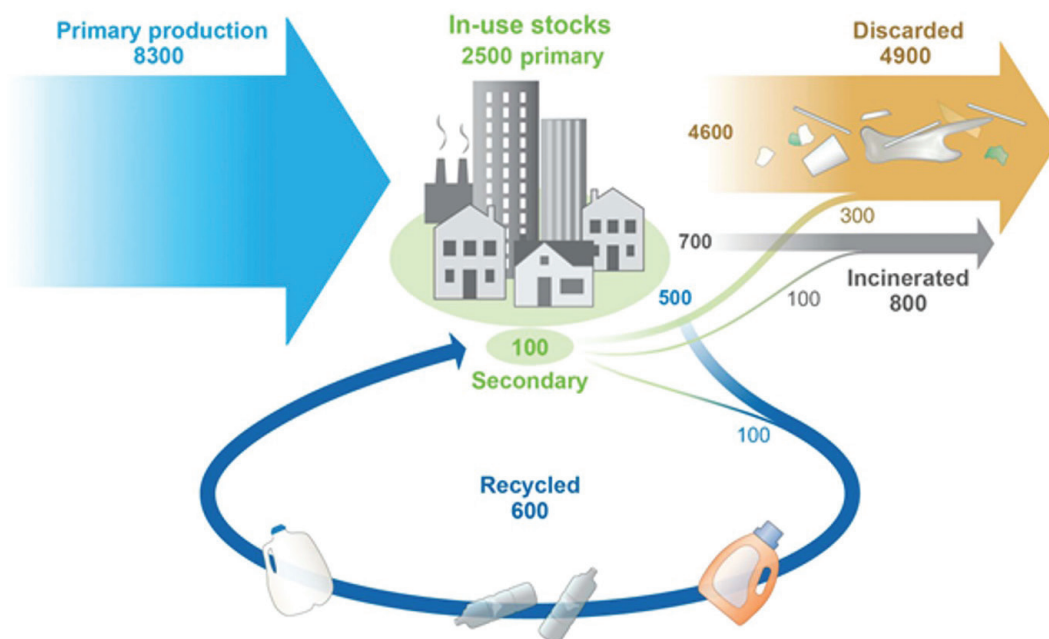 Primary production
8300
In-use stocks
2500 primary
Discarded
4900
4600
300
700
Incinerated
800
100
500
100
Secondary
100
Recycled
600